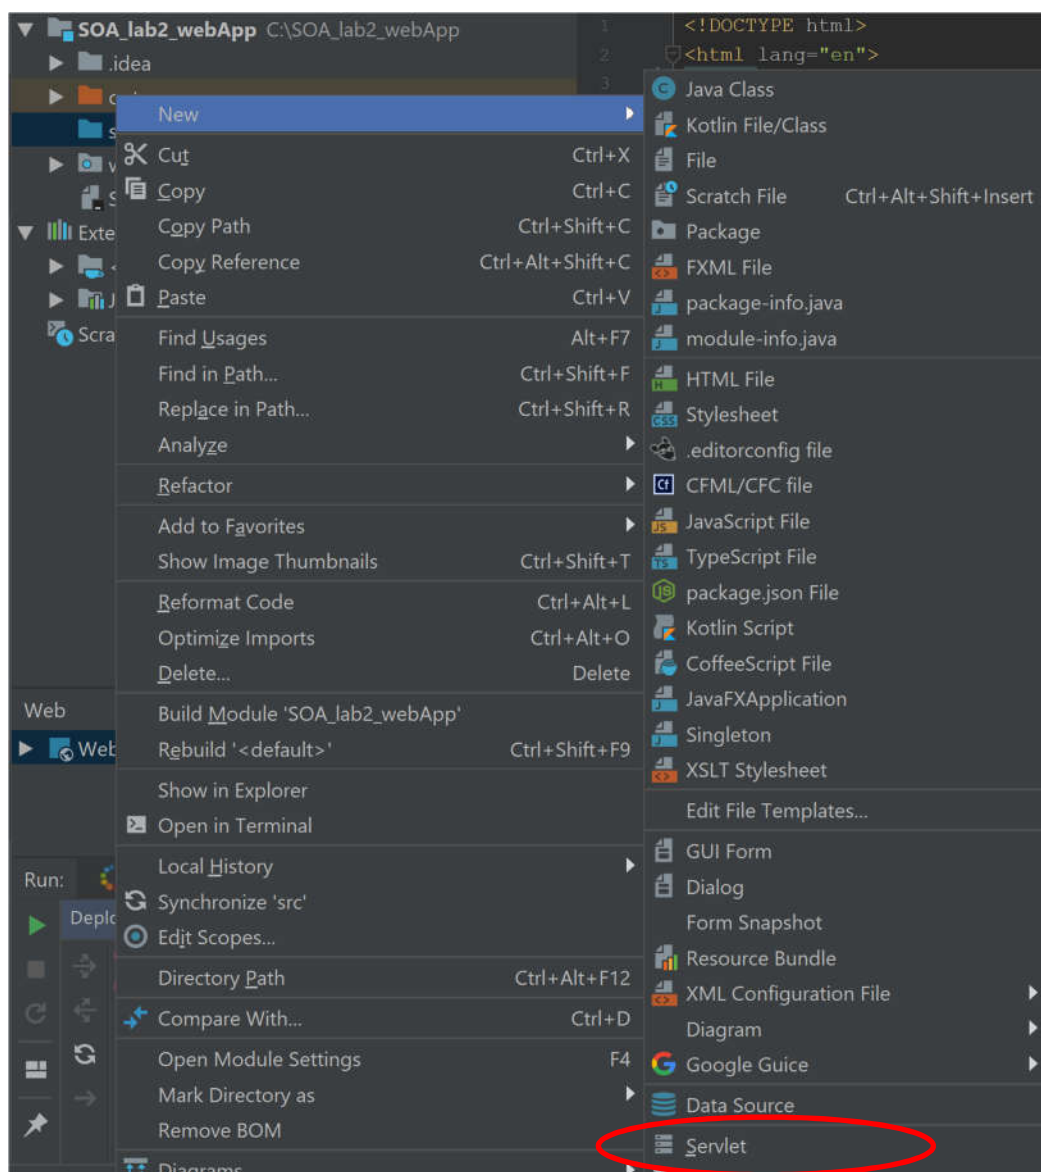 SOA_lab2_webApp C:\SOA_lab2_webApp
.idea
Exte
Scra
Web
Web
Run:
Deplo
1 <!DOCTYPE html>
2 <html lang="en">
3
New
Cut Ctrl+X
Copy Ctrl+C
Copy Path Ctrl+Shift+C
Copy Reference Ctrl+Alt+Shift+C
Paste Ctrl+V
Find Usages Alt+F7
Find in Path... Ctrl+Shift+F
Replace in Path... Ctrl+Shift+R
Analyze
Refactor
Add to Favorites
Show Image Thumbnails Ctrl+Shift+T
Reformat Code Ctrl+Alt+L
Optimize Imports Ctrl+Alt+O
Delete... Delete
Build Module 'SOA_lab2_webApp'
Rebuild '<default>' Ctrl+Shift+F9
Show in Explorer
Open in Terminal
Local History
Synchronize 'src'
Edit Scopes...
Directory Path Ctrl+Alt+F12
Compare With... Ctrl+D
Open Module Settings F4
Mark Directory as
Remove BOM
Diagrams
Java Class
Kotlin File/Class
File
Scratch File Ctrl+Alt+Shift+Insert
Package
FXML File
package-info.java
module-info.java
HTML File
Stylesheet
.editorconfig file
CFML/CFC file
JavaScript File
TypeScript File
package.json File
Kotlin Script
CoffeeScript File
JavaFXApplication
Singleton
XSLT Stylesheet
Edit File Templates...
GUI Form
Dialog
Form Snapshot
Resource Bundle
XML Configuration File
Diagram
Google Guice
Data Source
Servlet